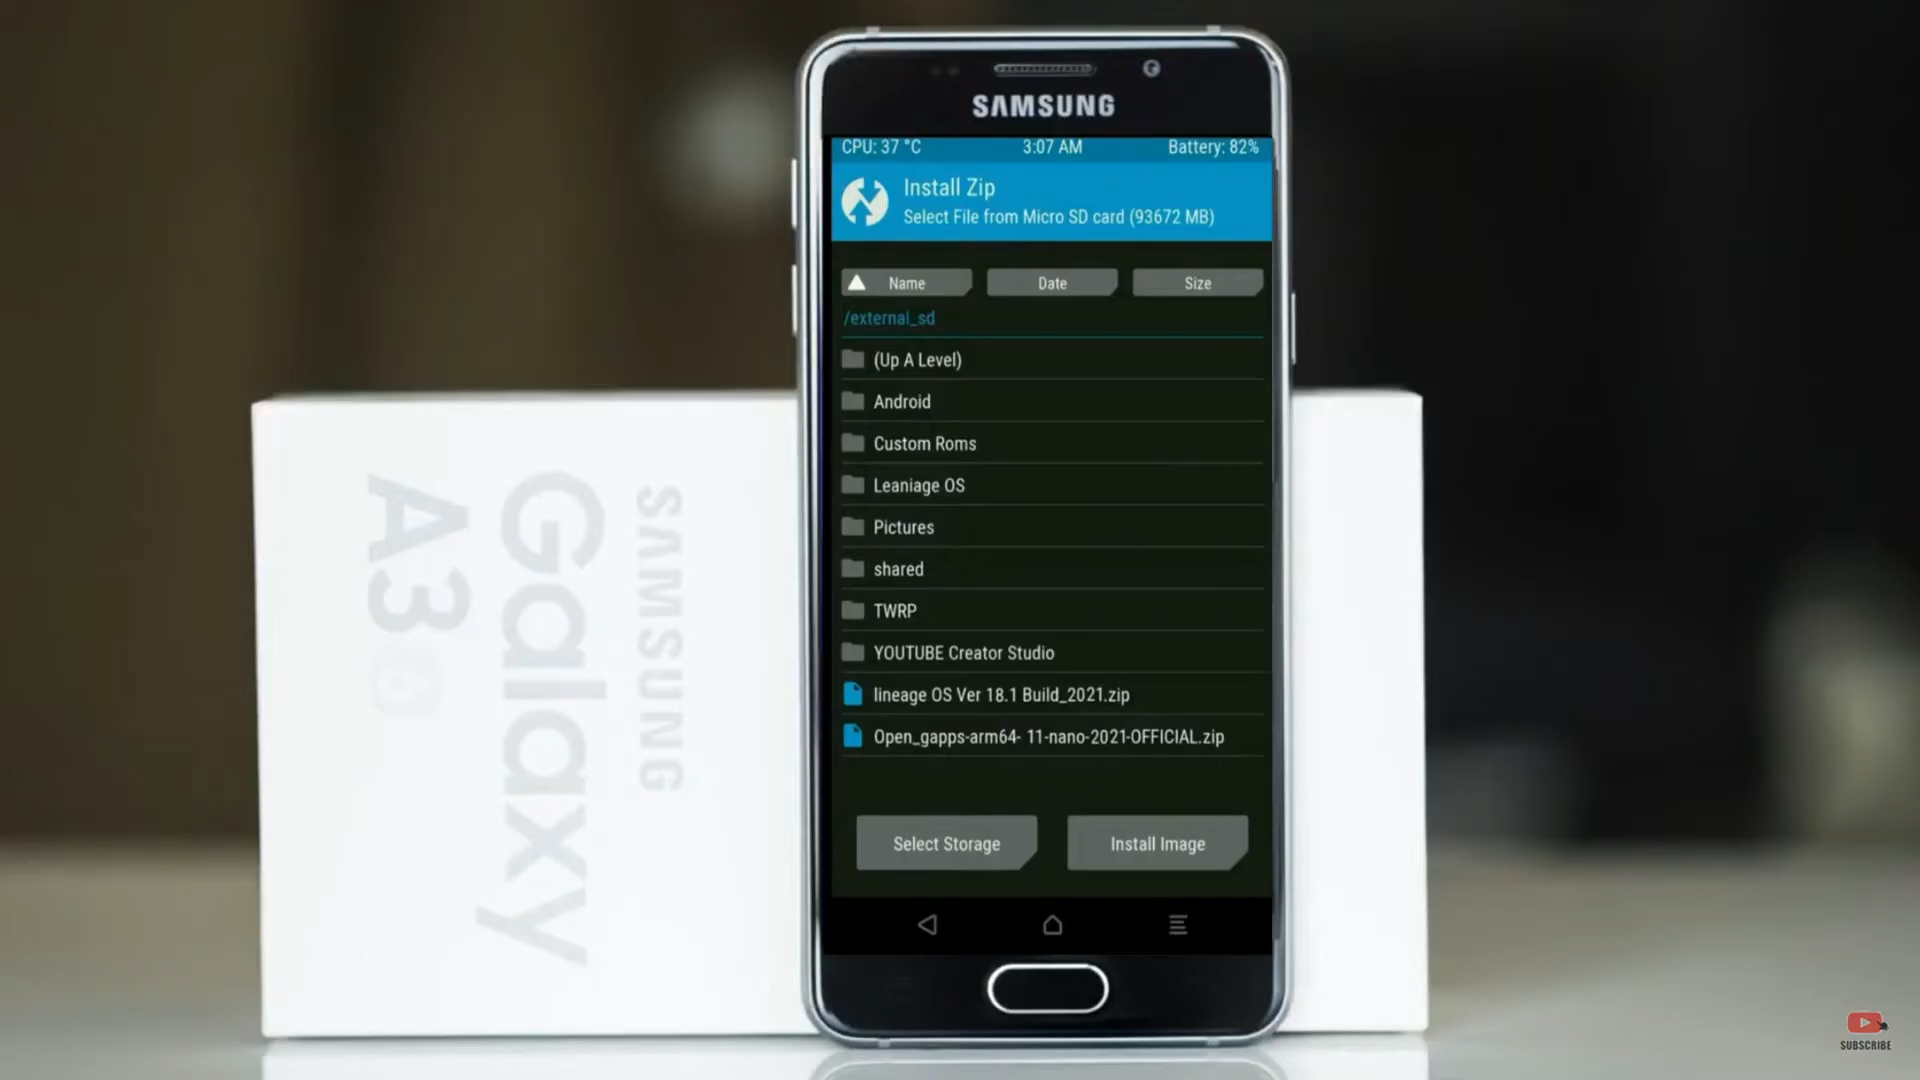 SAMSUNG
CPU: 37 °C 3:07 AM Battery: 82%
Install Zip
Select File from Micro SD card (93672 MB)
Name Date Size
/external_sd
(Up A Level)
Android
Custom Roms
Leaniage OS
Pictures
shared
TWRP
YOUTUBE Creator Studio
lineage OS Ver 18.1 Build_2021.zip
Open_gapps-arm64- 11-nano-2021-OFFICIAL.zip
Select Storage Install Image
SAMSUNG
Galaxy
A3
SUBSCRIBE